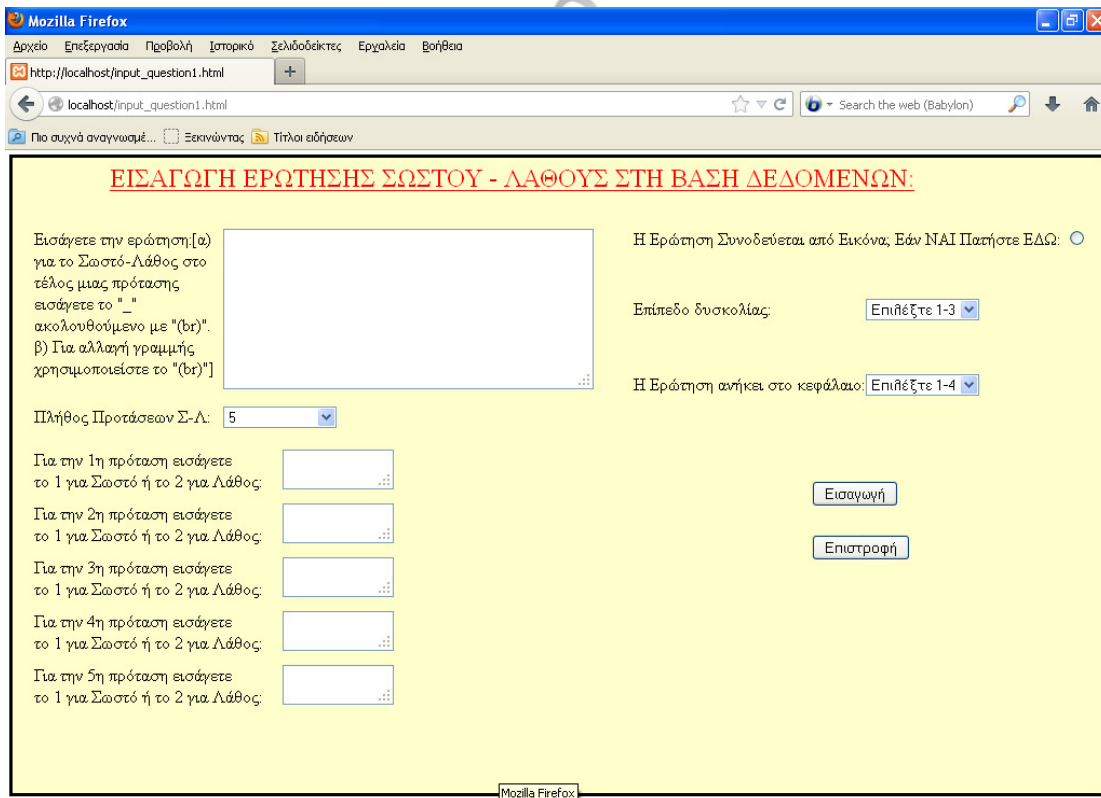 Mozilla Firefox
Αρχείο Επεξεργασία Προβολή Ιστορικό Σελιδοδείκτες Εργαλεία Βοήθεια
http://localhost/input_question1.html +
localhost/input_question1.html
Search the web (Babylon)
Πιο συχνά αναγνωσμέ... Ξεκινώντας Τίτλοι ειδήσεων
ΕΙΣΑΓΩΓΗ ΕΡΩΤΗΣΗΣ ΣΩΣΤΟΥ - ΛΑΘΟΥΣ ΣΤΗ ΒΑΣΗ ΔΕΔΟΜΕΝΩΝ:
Εισάγετε την ερώτηση:[α)
για το Σωστό-Λάθος στο
τέλος μιας πρότασης
εισάγετε το "_"
ακολουθούμενο με "(br)".
β) Για αλλαγή γραμμής
χρησιμοποιείστε το "(br)"]
Πλήθος Προτάσεων Σ-Λ: 5
Για την 1η πρόταση εισάγετε
το 1 για Σωστό ή το 2 για Λάθος:
Για την 2η πρόταση εισάγετε
το 1 για Σωστό ή το 2 για Λάθος:
Για την 3η πρόταση εισάγετε
το 1 για Σωστό ή το 2 για Λάθος:
Για την 4η πρόταση εισάγετε
το 1 για Σωστό ή το 2 για Λάθος:
Για την 5η πρόταση εισάγετε
το 1 για Σωστό ή το 2 για Λάθος:
Η Ερώτηση Συνοδεύεται από Εικόνα; Εάν ΝΑΙ Πατήστε ΕΔΩ:
Επίπεδο δυσκολίας: Επιλέξτε 1-3
Η Ερώτηση ανήκει στο κεφάλαιο: Επιλέξτε 1-4
Εισαγωγή
Επιστροφή
Mozilla Firefox